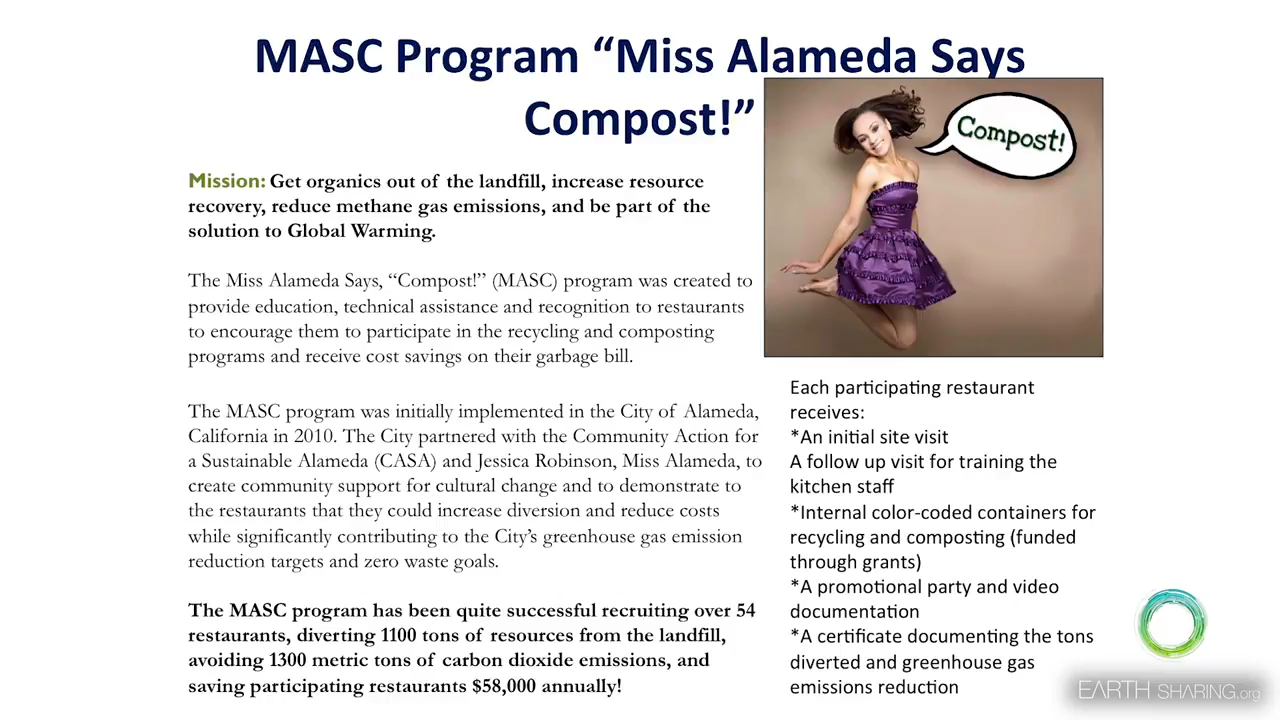 MASC Program “Miss Alameda Says
Compost!”
Compost!
Mission: Get organics out of the landfill, increase resource
recovery, reduce methane gas emissions, and be part of the
solution to Global Warming.
The Miss Alameda Says, “Compost!” (MASC) program was created to
provide education, technical assistance and recognition to restaurants
to encourage them to participate in the recycling and composting
programs and receive cost savings on their garbage bill.
The MASC program was initially implemented in the City of Alameda,
California in 2010. The City partnered with the Community Action for
a Sustainable Alameda (CASA) and Jessica Robinson, Miss Alameda, to
create community support for cultural change and to demonstrate to
the restaurants that they could increase diversion and reduce costs
while significantly contributing to the City’s greenhouse gas emission
reduction targets and zero waste goals.
The MASC program has been quite successful recruiting over 54
restaurants, diverting 1100 tons of resources from the landfill,
avoiding 1300 metric tons of carbon dioxide emissions, and
saving participating restaurants $58,000 annually!
Each participating restaurant
receives:
*An initial site visit
A follow up visit for training the
kitchen staff
*Internal color-coded containers for
recycling and composting (funded
through grants)
*A promotional party and video
documentation
*A certificate documenting the tons
diverted and greenhouse gas
emissions reduction
EARTH SHARING.org